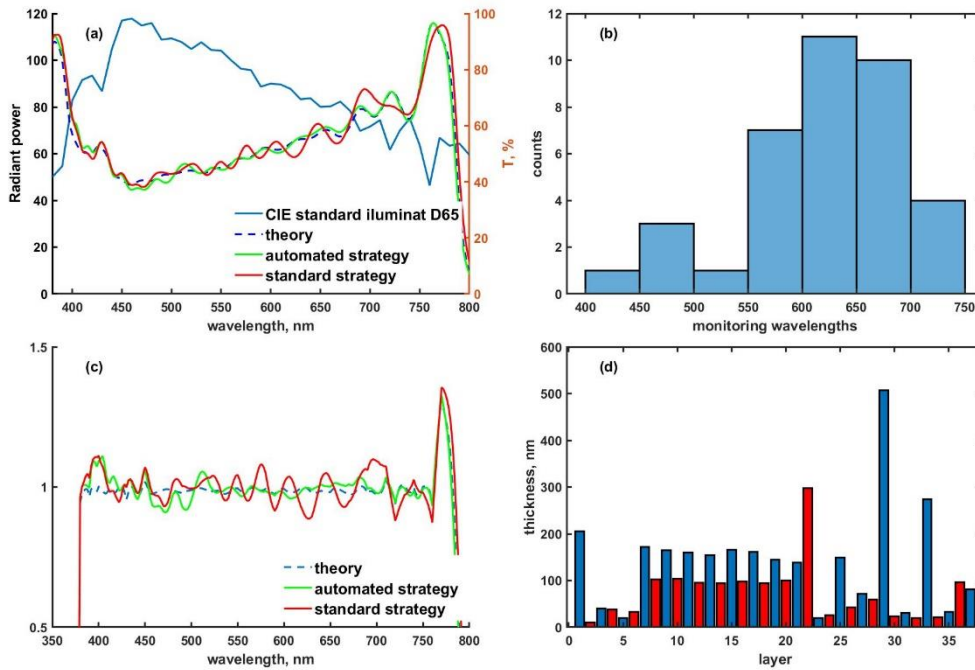 (a)
120
100
80
60
40
20
0
Radiant power
100
80
60
40
20
0
T, %
CIE standard iluminat D65
theory
automated strategy
standard strategy
400 450 500 550 600 650 700 750 800
wavelength, nm
(b)
12
10
8
6
4
2
0
counts
400 450 500 550 600 650 700 750
monitoring wavelengths
(c)
1.5
1
0.5
theory
automated strategy
standard strategy
350 400 450 500 550 600 650 700 750 800
wavelength, nm
(d)
600
500
400
300
200
100
0
thickness, nm
0 5 10 15 20 25 30 35
layer